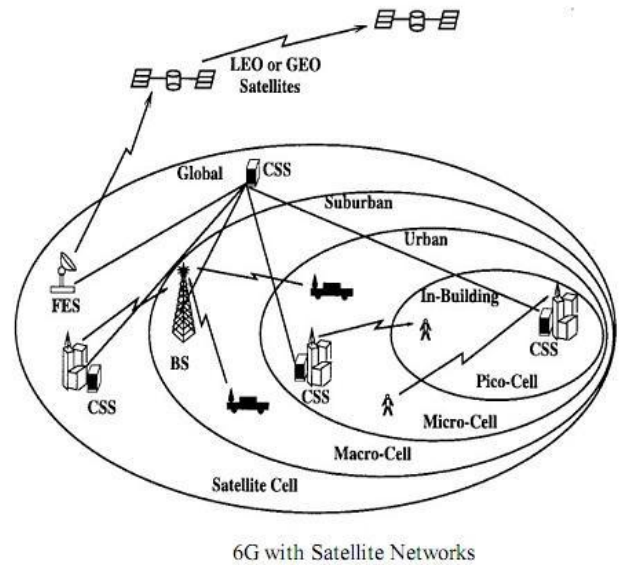 LEO or GEO
Satellites
Global
CSS
Suburban
Urban
In-Building
FES
BS
CSS
CSS
CSS
Pico-Cell
Micro-Cell
Macro-Cell
Satellite Cell
6G with Satellite Networks